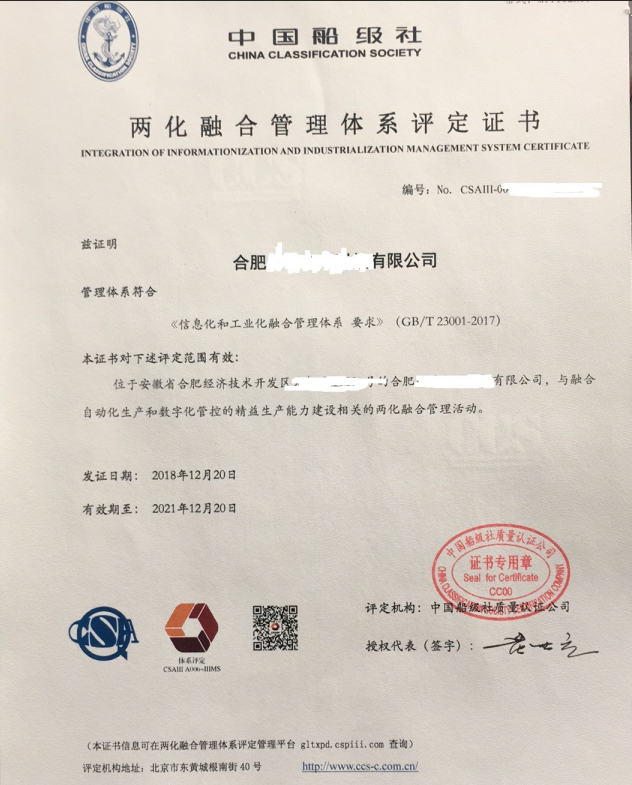 中国船级社
CHINA CLASSIFICATION SOCIETY
两化融合管理体系评定证书
INTEGRATION OF INFORMATIONIZATION AND INDUSTRIALIZATION MANAGEMENT SYSTEM CERTIFICATE
编号：No. CSAIII-00
兹证明
合肥 有限公司
管理体系符合
《信息化和工业化融合管理体系 要求》（GB/T 23001-2017）
本证书对下述评定范围有效：
位于安徽省合肥经济技术开发区 的合肥 有限公司，与融合
自动化生产和数字化管控的精益生产能力建设相关的两化融合管理活动。
发证日期： 2018年12月20日
有效期至： 2021年12月20日
中国船级社质量认证公司
证书专用章
Seal for Certificate
CC00
CHINA CLASSIFICATION SOCIETY CERTIFICATION COMPANY
评定机构：中国船级社质量认证公司
授权代表（签字）：
CSA
体系评定
CSAIII A006-IIIMS
（本证书信息可在两化融合管理体系评定管理平台 gltxpd.cspiii.com 查询）
评定机构地址：北京市东黄城根南街 40 号 http://www.ccs-c.com.cn/